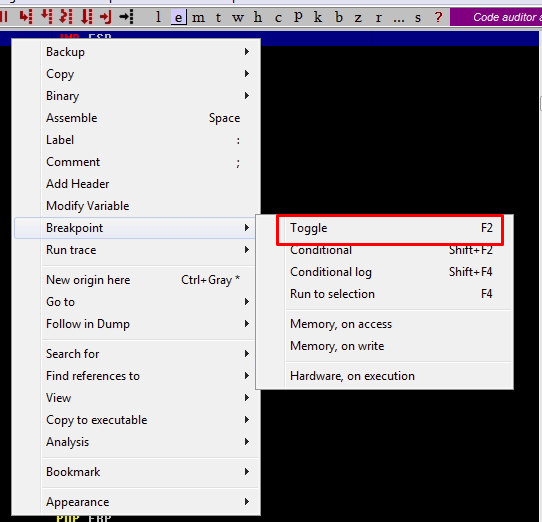 l e m t w h c p k b z r ... s ? Code auditor a
JMP ESP
Backup
Copy
Binary
Assemble Space
Label :
Comment ;
Add Header
Modify Variable
Breakpoint
Run trace
New origin here Ctrl+Gray *
Go to
Follow in Dump
Search for
Find references to
View
Copy to executable
Analysis
Bookmark
Appearance
Toggle F2
Conditional Shift+F2
Conditional log Shift+F4
Run to selection F4
Memory, on access
Memory, on write
Hardware, on execution
POP EBP